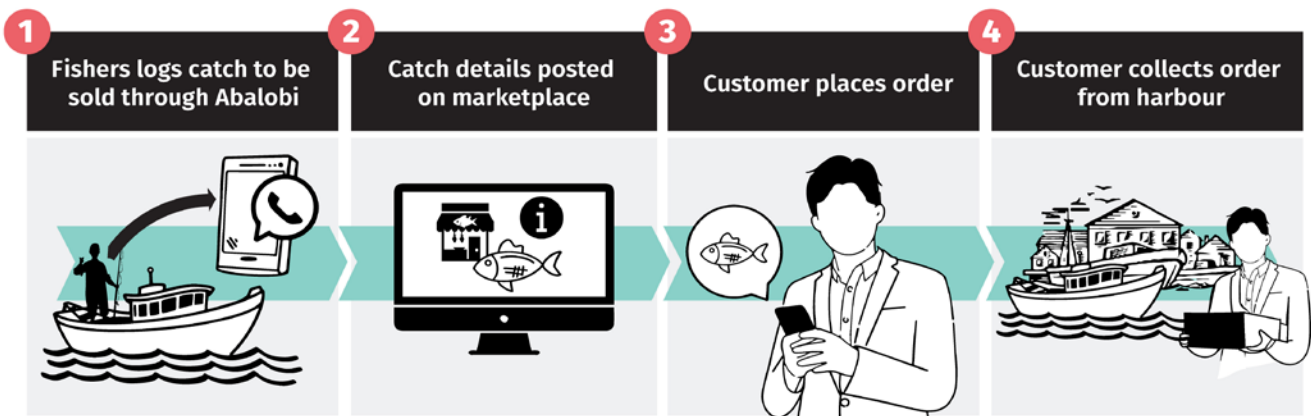 1
Fishers logs catch to be
sold through Abalobi
2
Catch details posted
on marketplace
i
3
Customer places order
4
Customer collects order
from harbour